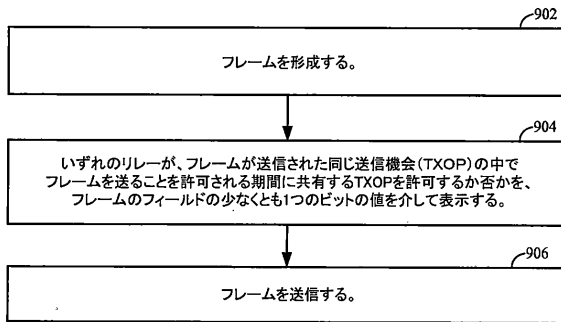 902
フレームを形成する。
904
いずれのリレーが、フレームが送信された同じ送信機会(TXOP)の中で
フレームを送ることを許可される期間に共有するTXOPを許可するか否かを、
フレームのフィールドの少なくとも1つのビットの値を介して表示する。
906
フレームを送信する。